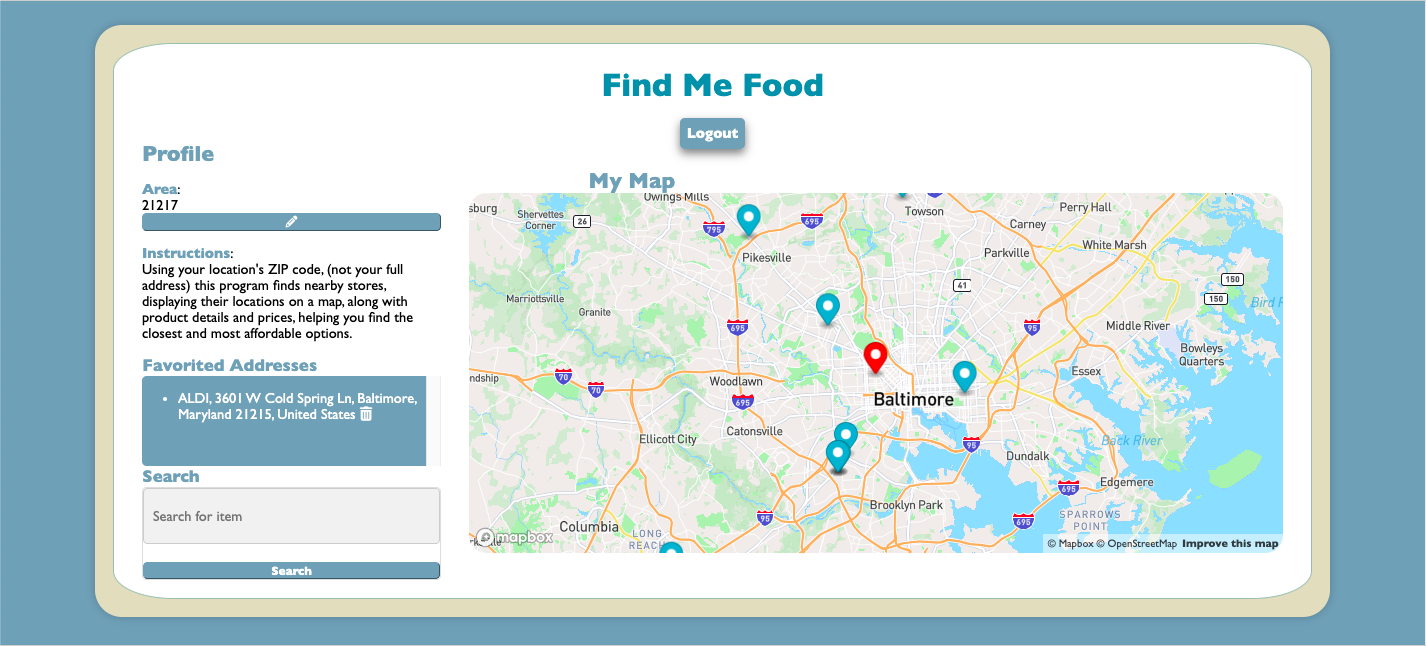 Find Me Food
Logout
Profile
Area:
21217
Instructions:
Using your location's ZIP code, (not your full
address) this program finds nearby stores,
displaying their locations on a map, along with
product details and prices, helping you find the
closest and most affordable options.
Favorited Addresses
ALDI, 3601 W Cold Spring Ln, Baltimore,
Maryland 21215, United States
Search
Search for item
Search
My Map
Owings Mills
sburg
Shervettes
Corner
26
795
695
Towson
Perry Hall
Carney
White Marsh
Pikesville
Parkville
41
150
150
Bird
Marriottsville
Granite
695
95
Middle River
Bowleys
Quarters
Essex
70
70
ndship
Woodlawn
695
Baltimore
Catonsville
Ellicott City
95
Back River
Dundalk
695
Edgemere
Brooklyn Park
SPARROWS
POINT
95
695
Columbia
LONG
REACH
mapbox
© Mapbox © OpenStreetMap Improve this map